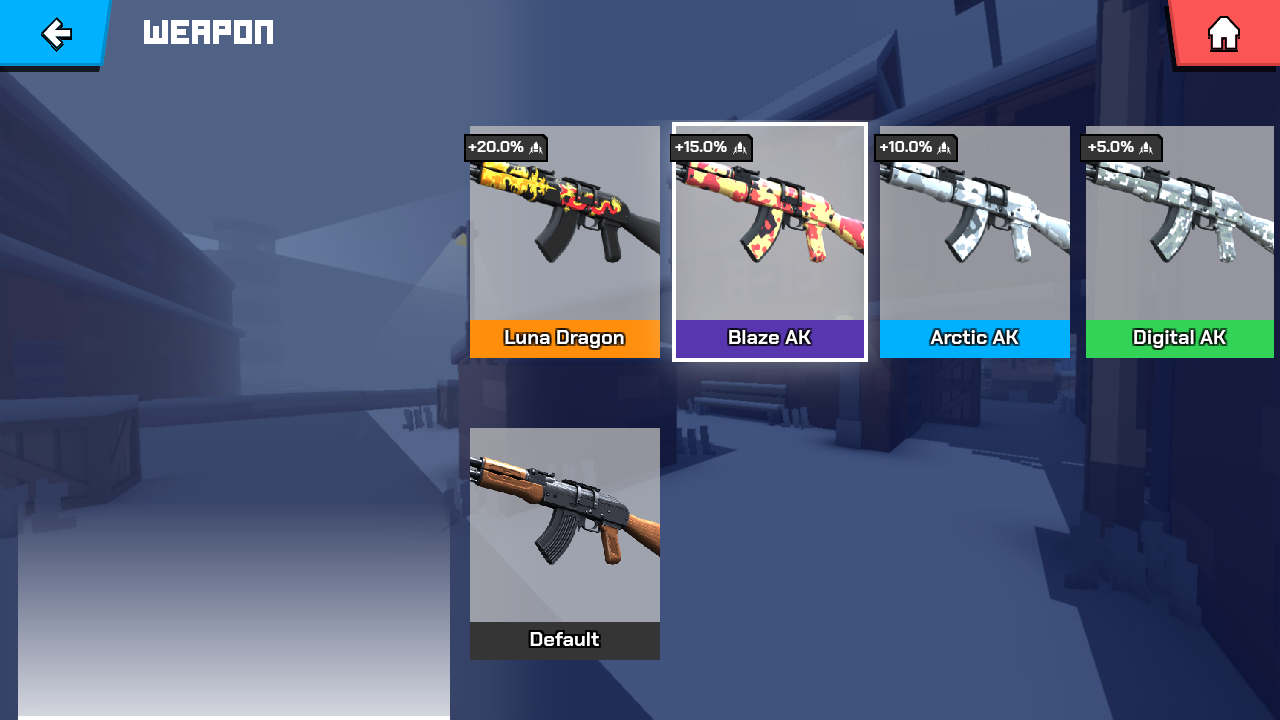 WEAPON
+20.0%
+15.0%
+10.0%
+5.0%
Luna Dragon
Blaze AK
Arctic AK
Digital AK
Default